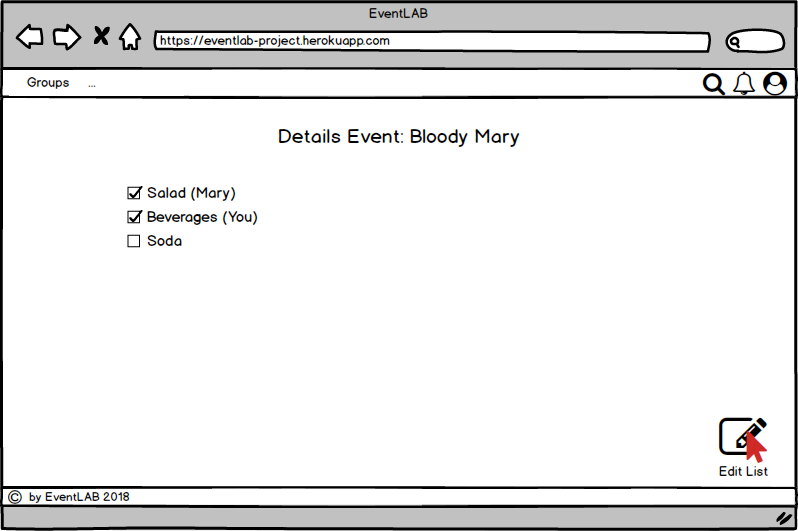 EventLAB
https://eventlab-project.herokuapp.com
Groups ...
Details Event: Bloody Mary
Salad (Mary)
Beverages (You)
Soda
Edit List
© by EventLAB 2018